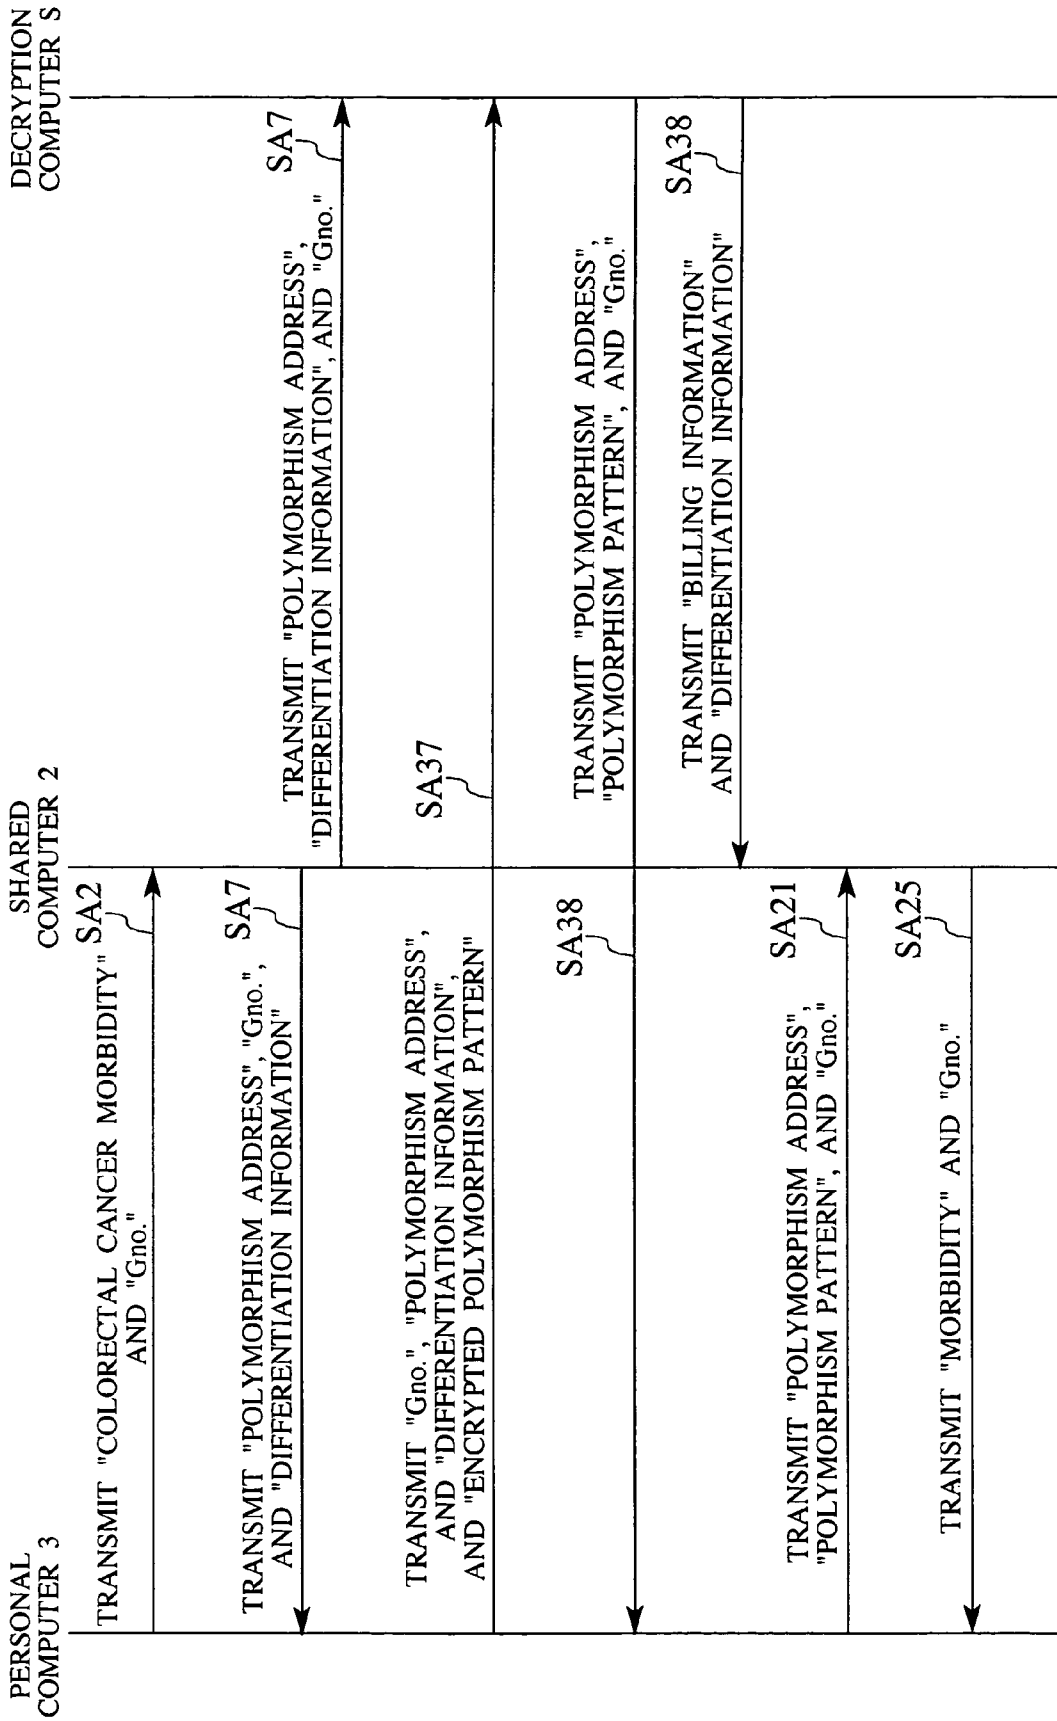 PERSONAL
COMPUTER 3
SHARED
COMPUTER 2
DECRYPTION
COMPUTER S
TRANSMIT "COLORECTAL CANCER MORBIDITY"
AND "Gno."
SA2
TRANSMIT "POLYMORPHISM ADDRESS", "Gno.",
AND "DIFFERENTIATION INFORMATION"
SA7
TRANSMIT "POLYMORPHISM ADDRESS",
"DIFFERENTIATION INFORMATION", AND "Gno."
SA7
TRANSMIT "Gno.", "POLYMORPHISM ADDRESS",
AND "DIFFERENTIATION INFORMATION",
AND "ENCRYPTED POLYMORPHISM PATTERN"
SA37
TRANSMIT "POLYMORPHISM ADDRESS",
"POLYMORPHISM PATTERN", AND "Gno."
SA38
TRANSMIT "BILLING INFORMATION"
AND "DIFFERENTIATION INFORMATION"
SA38
TRANSMIT "POLYMORPHISM ADDRESS",
"POLYMORPHISM PATTERN", AND "Gno."
SA21
TRANSMIT "MORBIDITY" AND "Gno."
SA25